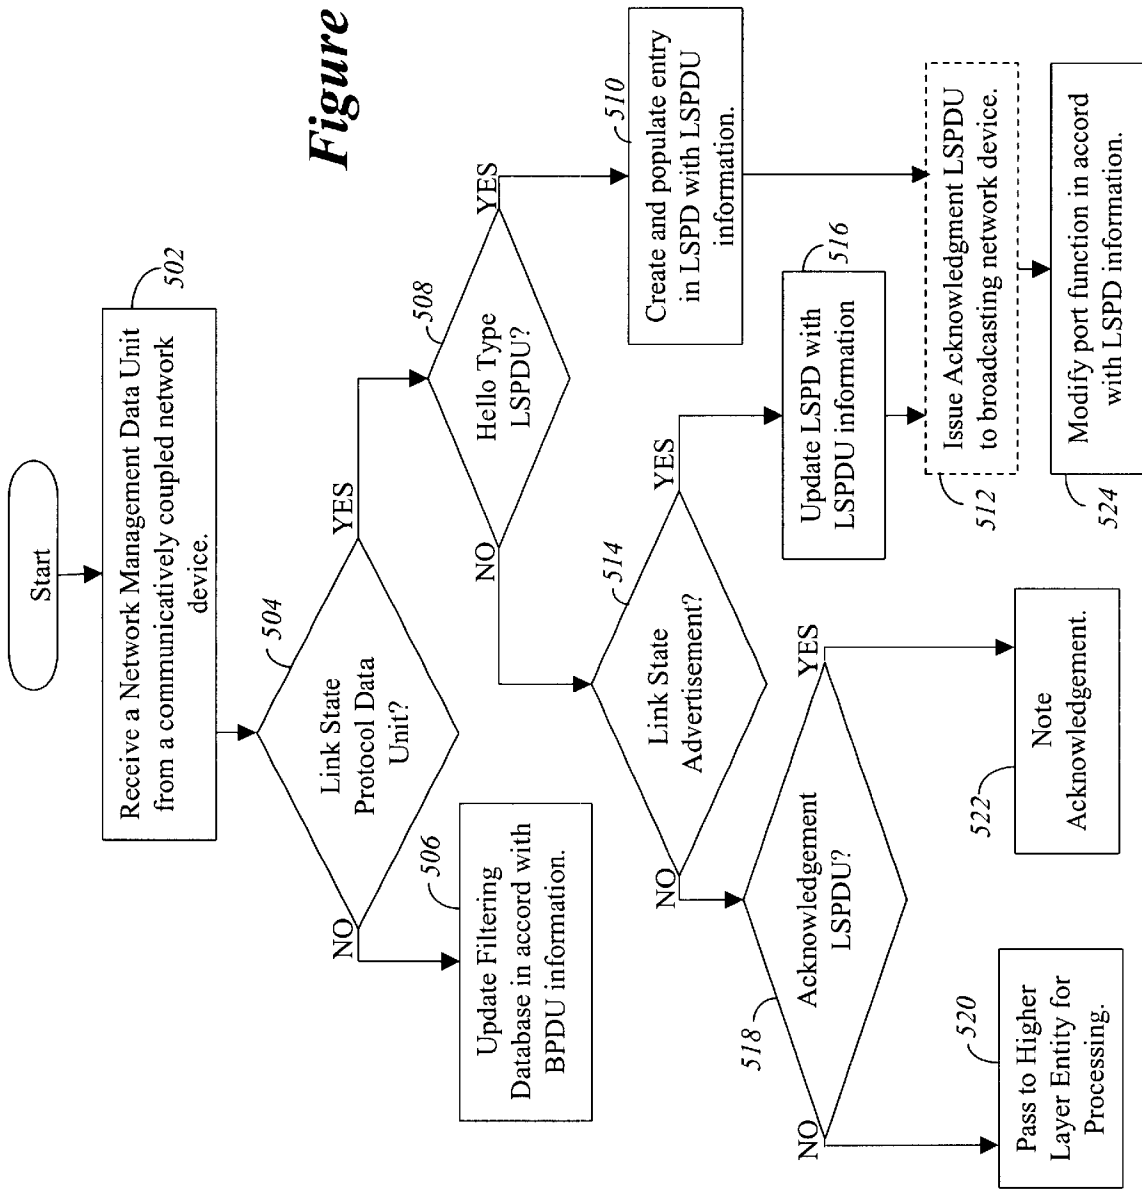 Figure
Start
Receive a Network Management Data Unit
from a communicatively coupled network
device.
502
Link State
Protocol Data
Unit?
504
NO
YES
Update Filtering
Database in accord with
BPDU information.
506
Hello Type
LSPDU?
508
NO
YES
Create and populate entry
in LSPD with LSPDU
information.
510
Link State
Advertisement?
514
NO
YES
Update LSPD with
LSPDU information
516
Acknowledgement
LSPDU?
518
NO
YES
Issue Acknowledgment LSPDU
to broadcasting network device.
512
Pass to Higher
Layer Entity for
Processing.
520
Note
Acknowledgement.
522
Modify port function in accord
with LSPD information.
524